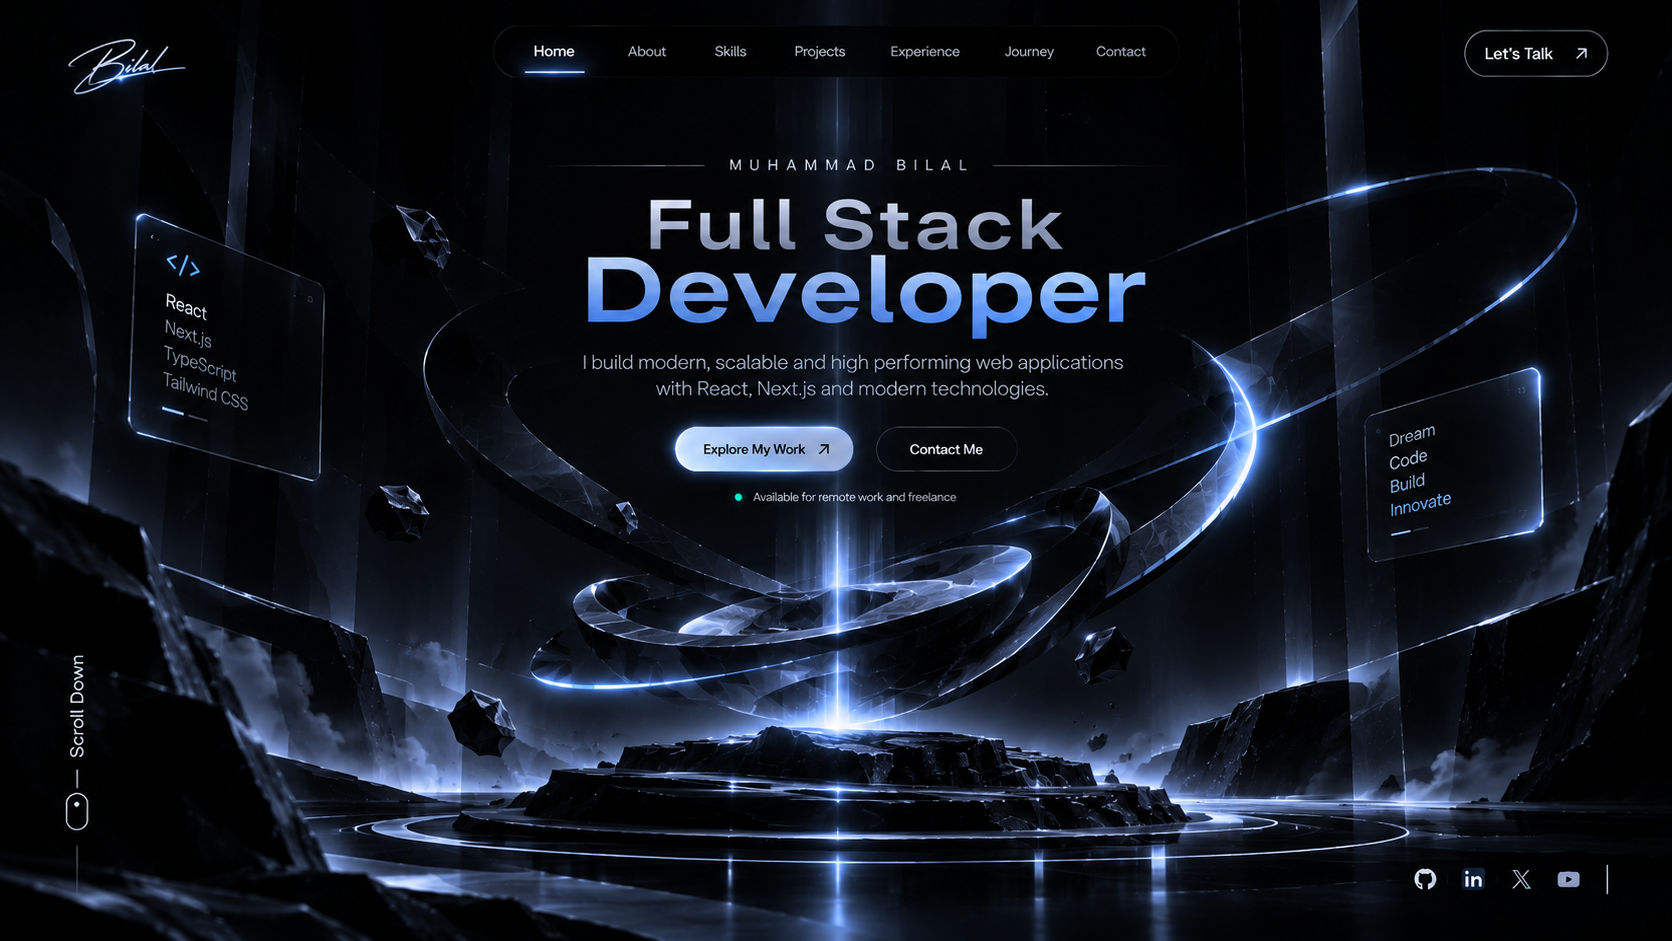 Bilal
Home
About
Skills
Projects
Experience
Journey
Contact
Let's Talk
MUHAMMAD BILAL
Full Stack
Developer
I build modern, scalable and high performing web applications
with React, Next.js and modern technologies.
Explore My Work
Contact Me
Available for remote work and freelance
</>
React
Next.js
TypeScript
Tailwind CSS
Dream
Code
Build
Innovate
Scroll Down
in